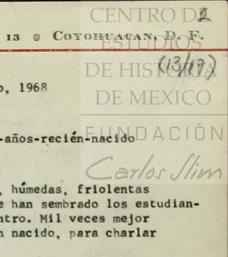 CENTRO DE
2
ESTUDIOS
13 @ COYOHUACAN, D. F.
DE HISTORIA
(13/17)
DE MEXICO
o, 1968
FUNDACIÓN
-años-recién-nacido
Carlos Slim
, húmedas, friolentas
e han sembrado los estudian-
ntro. Mil veces mejor
n nacido, para charlar